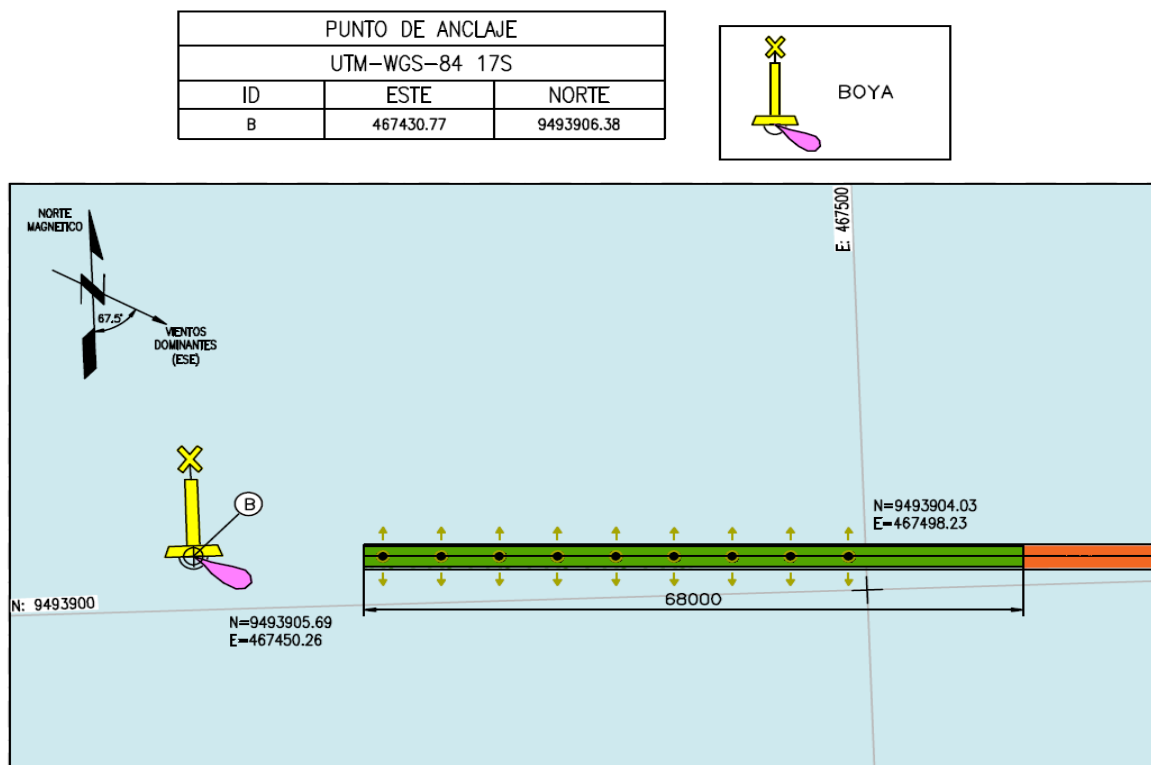 PUNTO DE ANCLAJE
UTM-WGS-84 17S
ID ESTE NORTE
B 467430.77 9493906.38
BOYA
NORTE
MAGNETICO
67.5°
VIENTOS
DOMINANTES
(ESE)
E: 467500
B
N=9493904.03
E=467498.23
N: 9493900
68000
N=9493905.69
E=467450.26